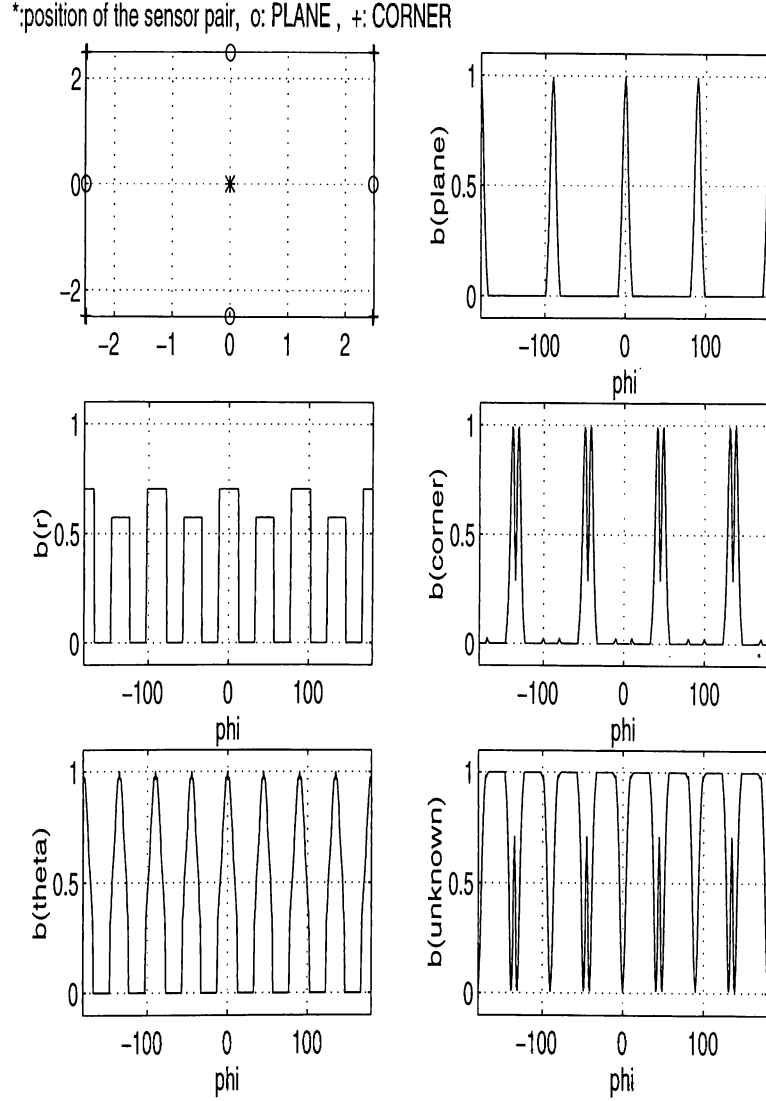 *:position of the sensor pair, o: PLANE , +: CORNER
2
0
−2
−2 −1 0 1 2
b(plane)
1
0.5
0
−100 0 100
phi
b(r)
1
0.5
0
−100 0 100
phi
b(corner)
1
0.5
0
−100 0 100
phi
b(theta)
1
0.5
0
−100 0 100
phi
b(unknown)
1
0.5
0
−100 0 100
phi